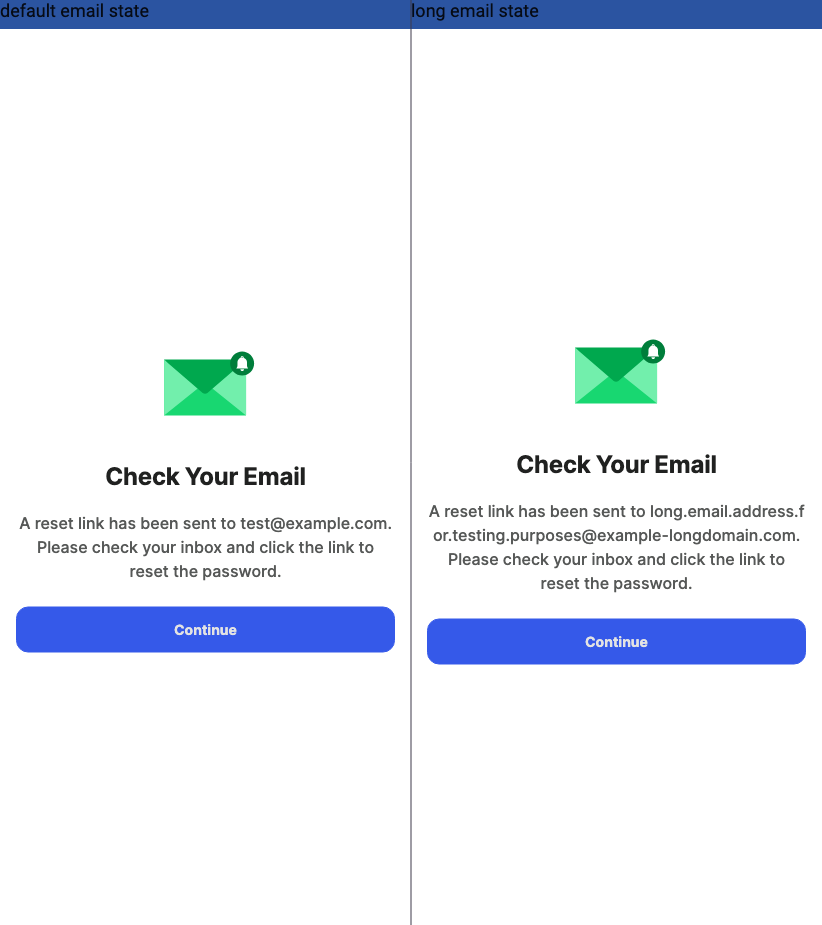 default email state
long email state
Check Your Email
A reset link has been sent to test@example.com.
Please check your inbox and click the link to
reset the password.
Continue
Check Your Email
A reset link has been sent to long.email.address.f
or.testing.purposes@example-longdomain.com.
Please check your inbox and click the link to
reset the password.
Continue